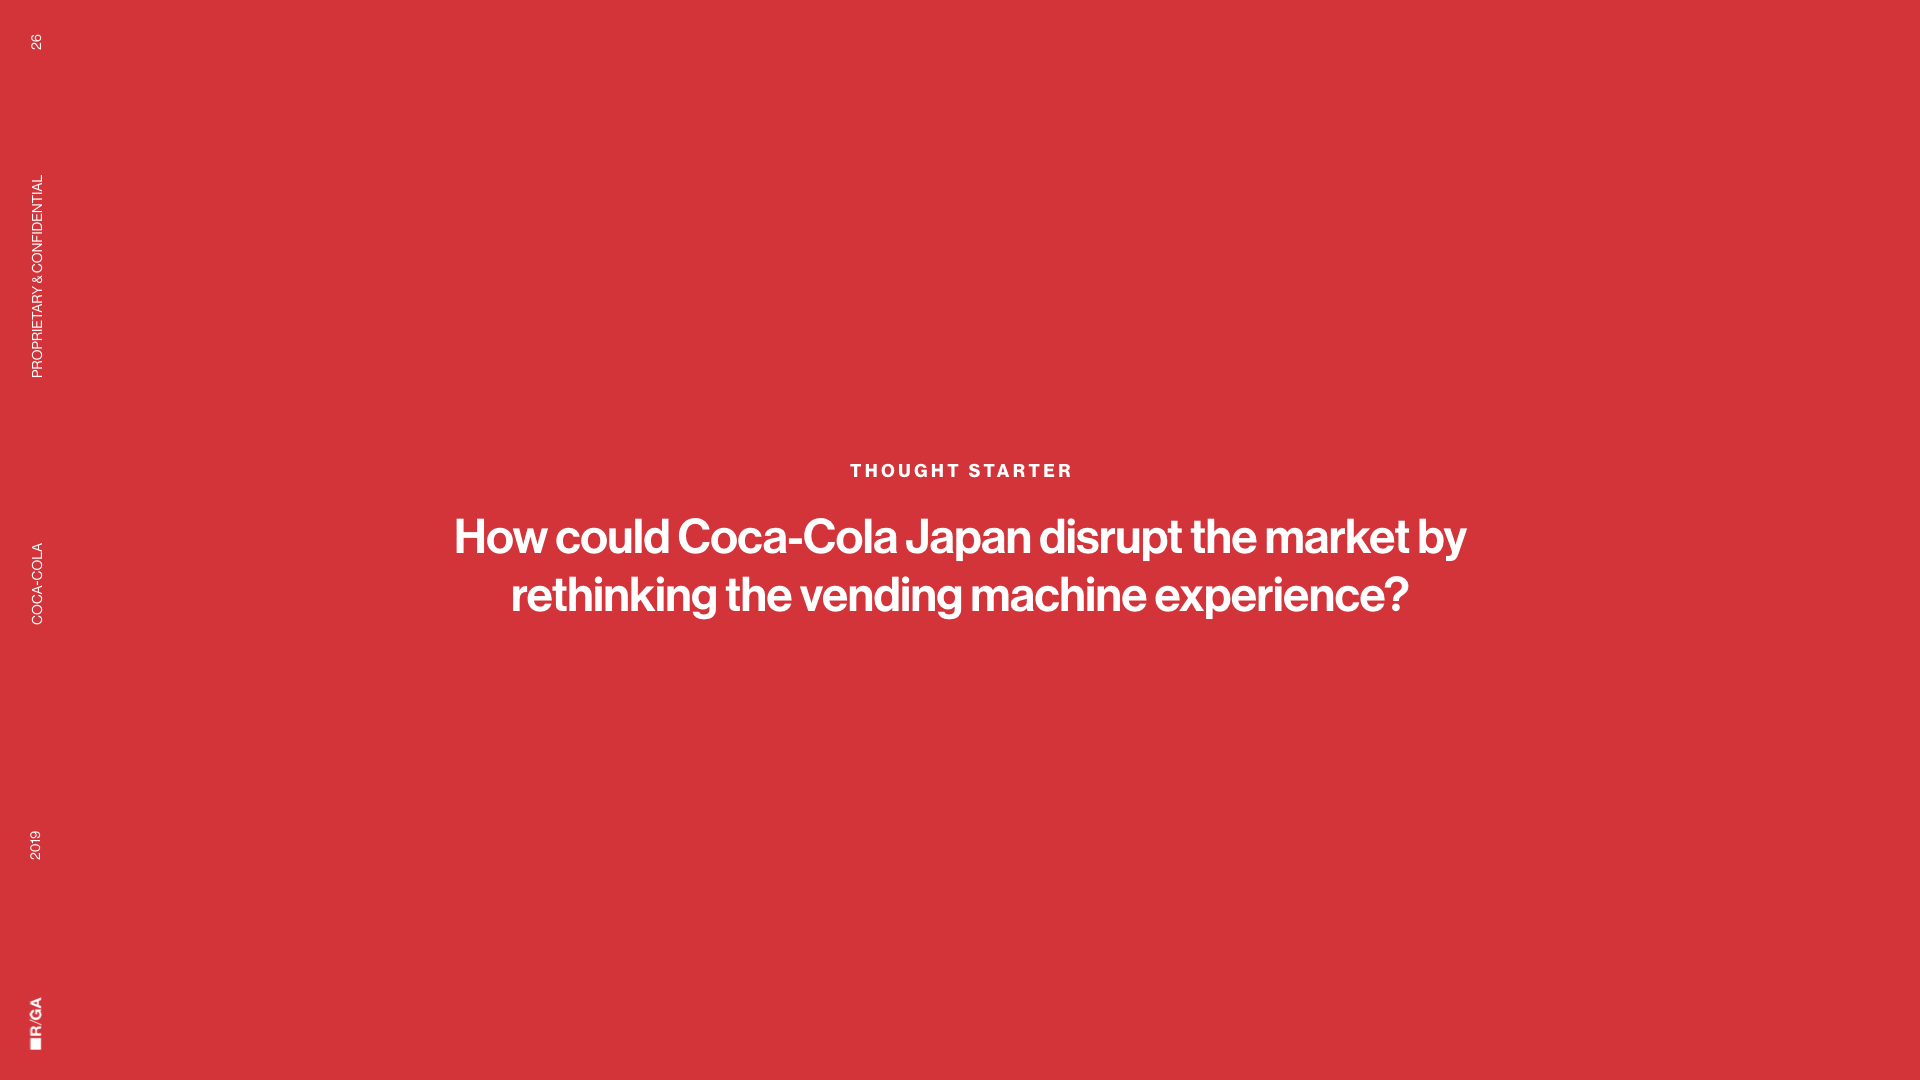 26
PROPRIETARY & CONFIDENTIAL
COCA-COLA
2019
R/GA
THOUGHT STARTER
How could Coca-Cola Japan disrupt the market by
rethinking the vending machine experience?